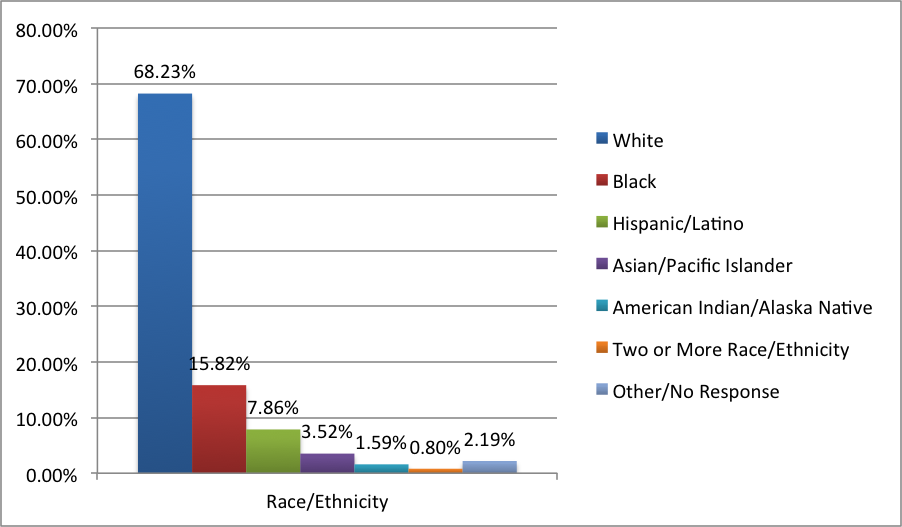 80.00%
70.00%
60.00%
50.00%
40.00%
30.00%
20.00%
10.00%
0.00%
68.23%
15.82%
7.86%
3.52%
1.59%
0.80%
2.19%
Race/Ethnicity
White
Black
Hispanic/Latino
Asian/Pacific Islander
American Indian/Alaska Native
Two or More Race/Ethnicity
Other/No Response